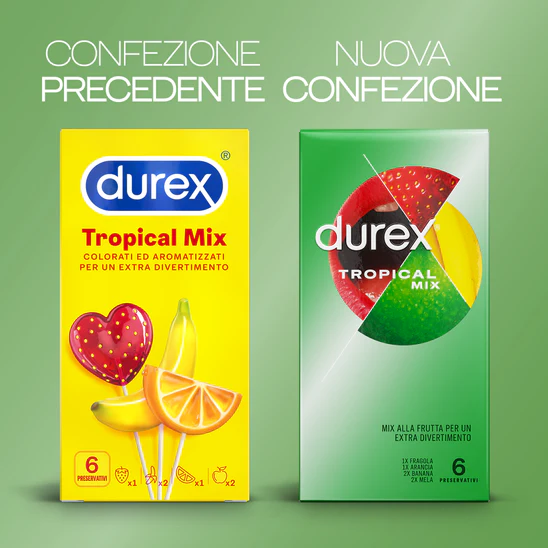 CONFEZIONE
PRECEDENTE
NUOVA
CONFEZIONE
durex®
Tropical Mix
COLORATI ED AROMATIZZATI
PER UN EXTRA DIVERTIMENTO
6
PRESERVATIVI
x1
x2
x1
x2
durex®
TROPICAL
MIX
MIX ALLA FRUTTA PER UN
EXTRA DIVERTIMENTO
1X FRAGOLA
1X ARANCIA
2X BANANA
2X MELA
6
PRESERVATIVI